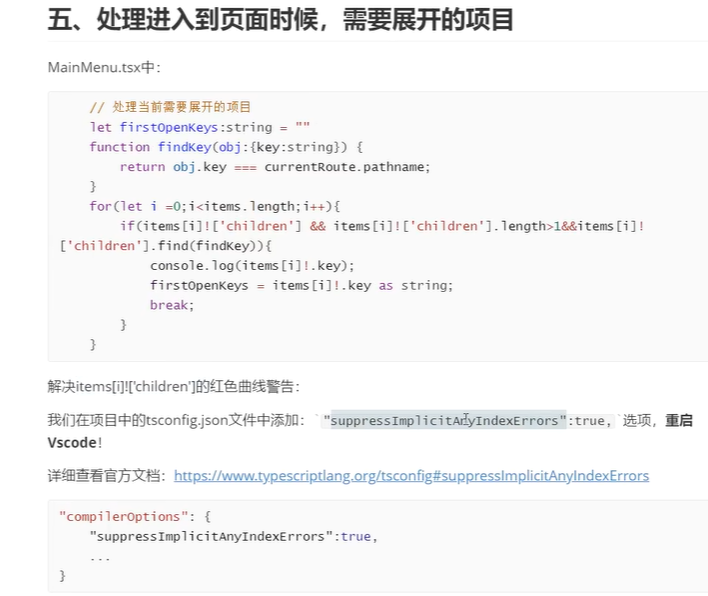 五、处理进入到页面时候，需要展开的项目
MainMenu.tsx中：
// 处理当前需要展开的项目
let firstOpenKeys:string = ""
function findKey(obj:{key:string}) {
return obj.key === currentRoute.pathname;
}
for(let i =0;i<items.length;i++){
if(items[i]!['children'] && items[i]!['children'].length>1&&items[i]!
['children'].find(findKey)){
console.log(items[i]!.key);
firstOpenKeys = items[i]!.key as string;
break;
}
}
解决items[i]!['children']的红色曲线警告：
我们在项目中的tsconfig.json文件中添加：`"suppressImplicitAnyIndexErrors":true,`选项，重启
Vscode！
详细查看官方文档：https://www.typescriptlang.org/tsconfig#suppressImplicitAnyIndexErrors
"compilerOptions": {
"suppressImplicitAnyIndexErrors":true,
...
}